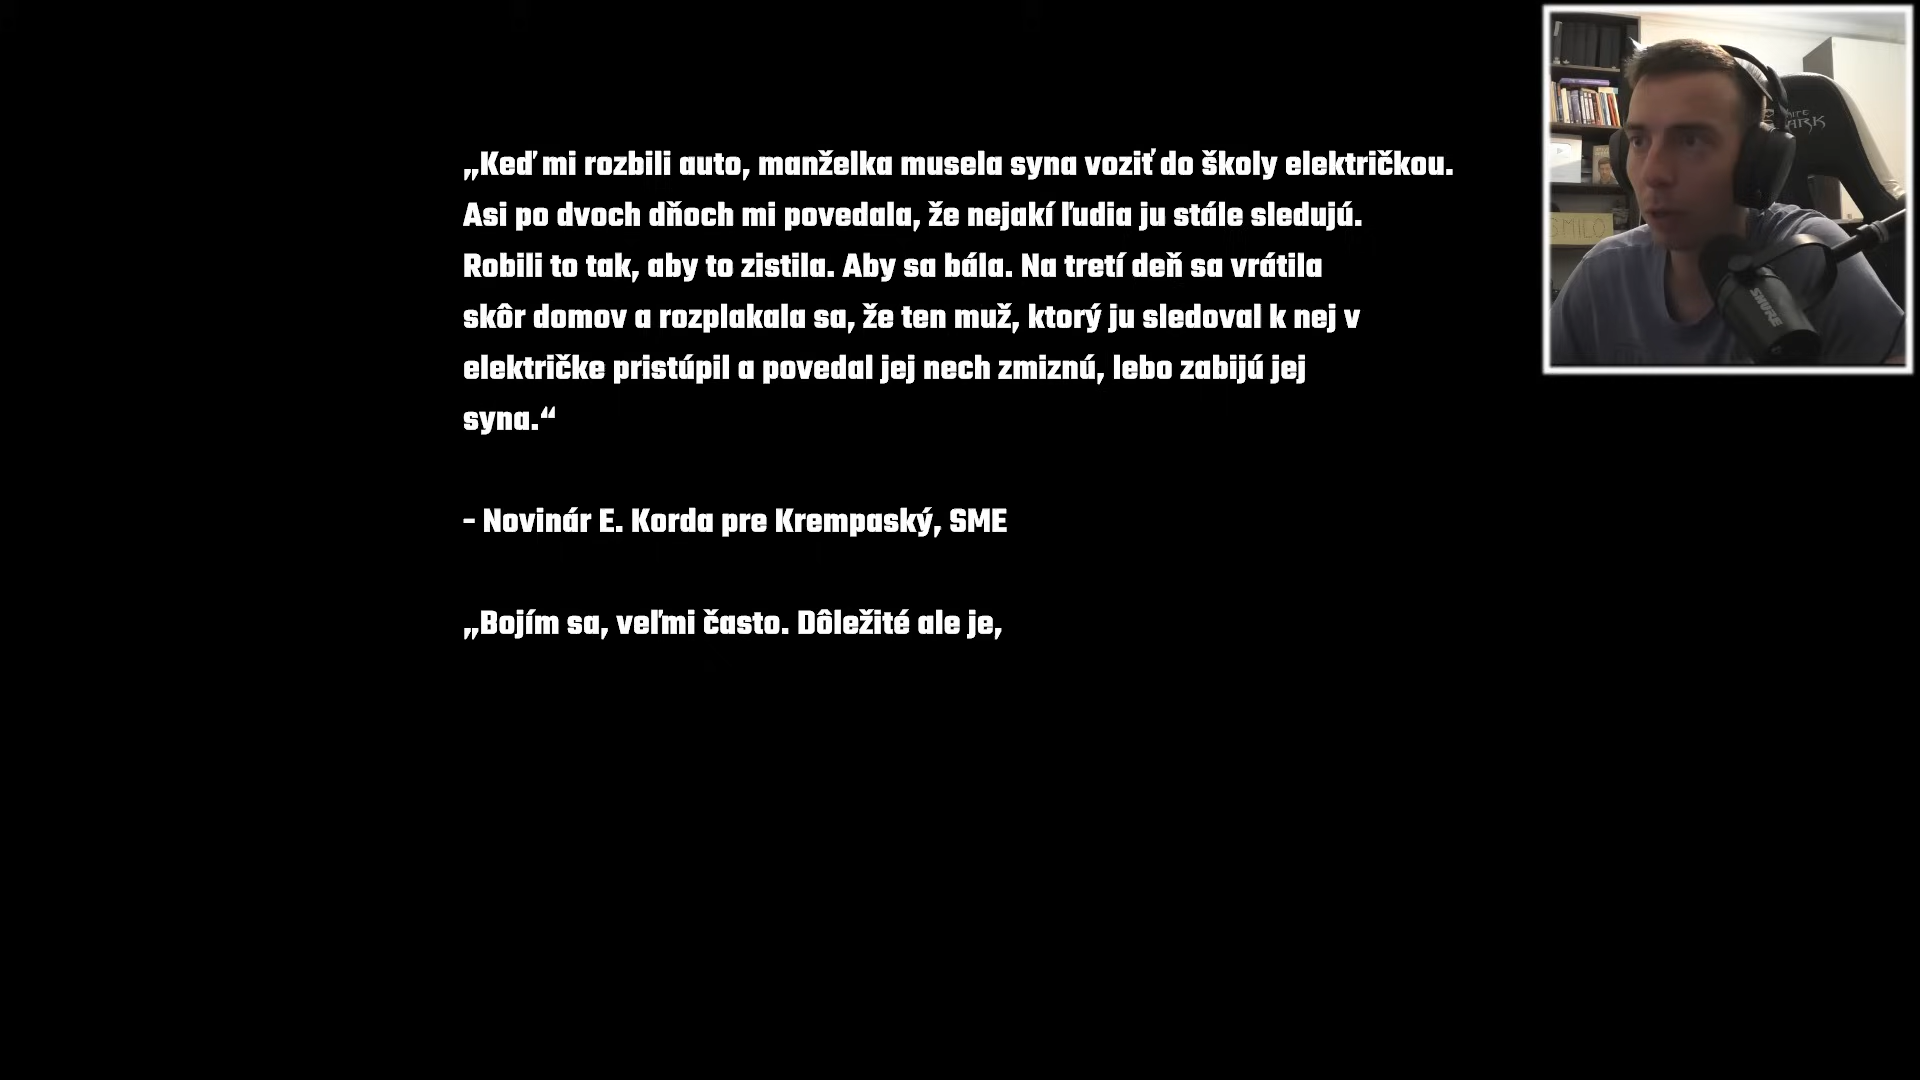 „Keď mi rozbili auto, manželka musela syna voziť do školy električkou.
Asi po dvoch dňoch mi povedala, že nejakí ľudia ju stále sledujú.
Robili to tak, aby to zistila. Aby sa bála. Na tretí deň sa vrátila
skôr domov a rozplakala sa, že ten muž, ktorý ju sledoval k nej v
električke pristúpil a povedal jej nech zmiznú, lebo zabijú jej
syna.“
- Novinár E. Korda pre Krempaský, SME
„Bojím sa, veľmi často. Dôležité ale je,
SMILO
SHURE